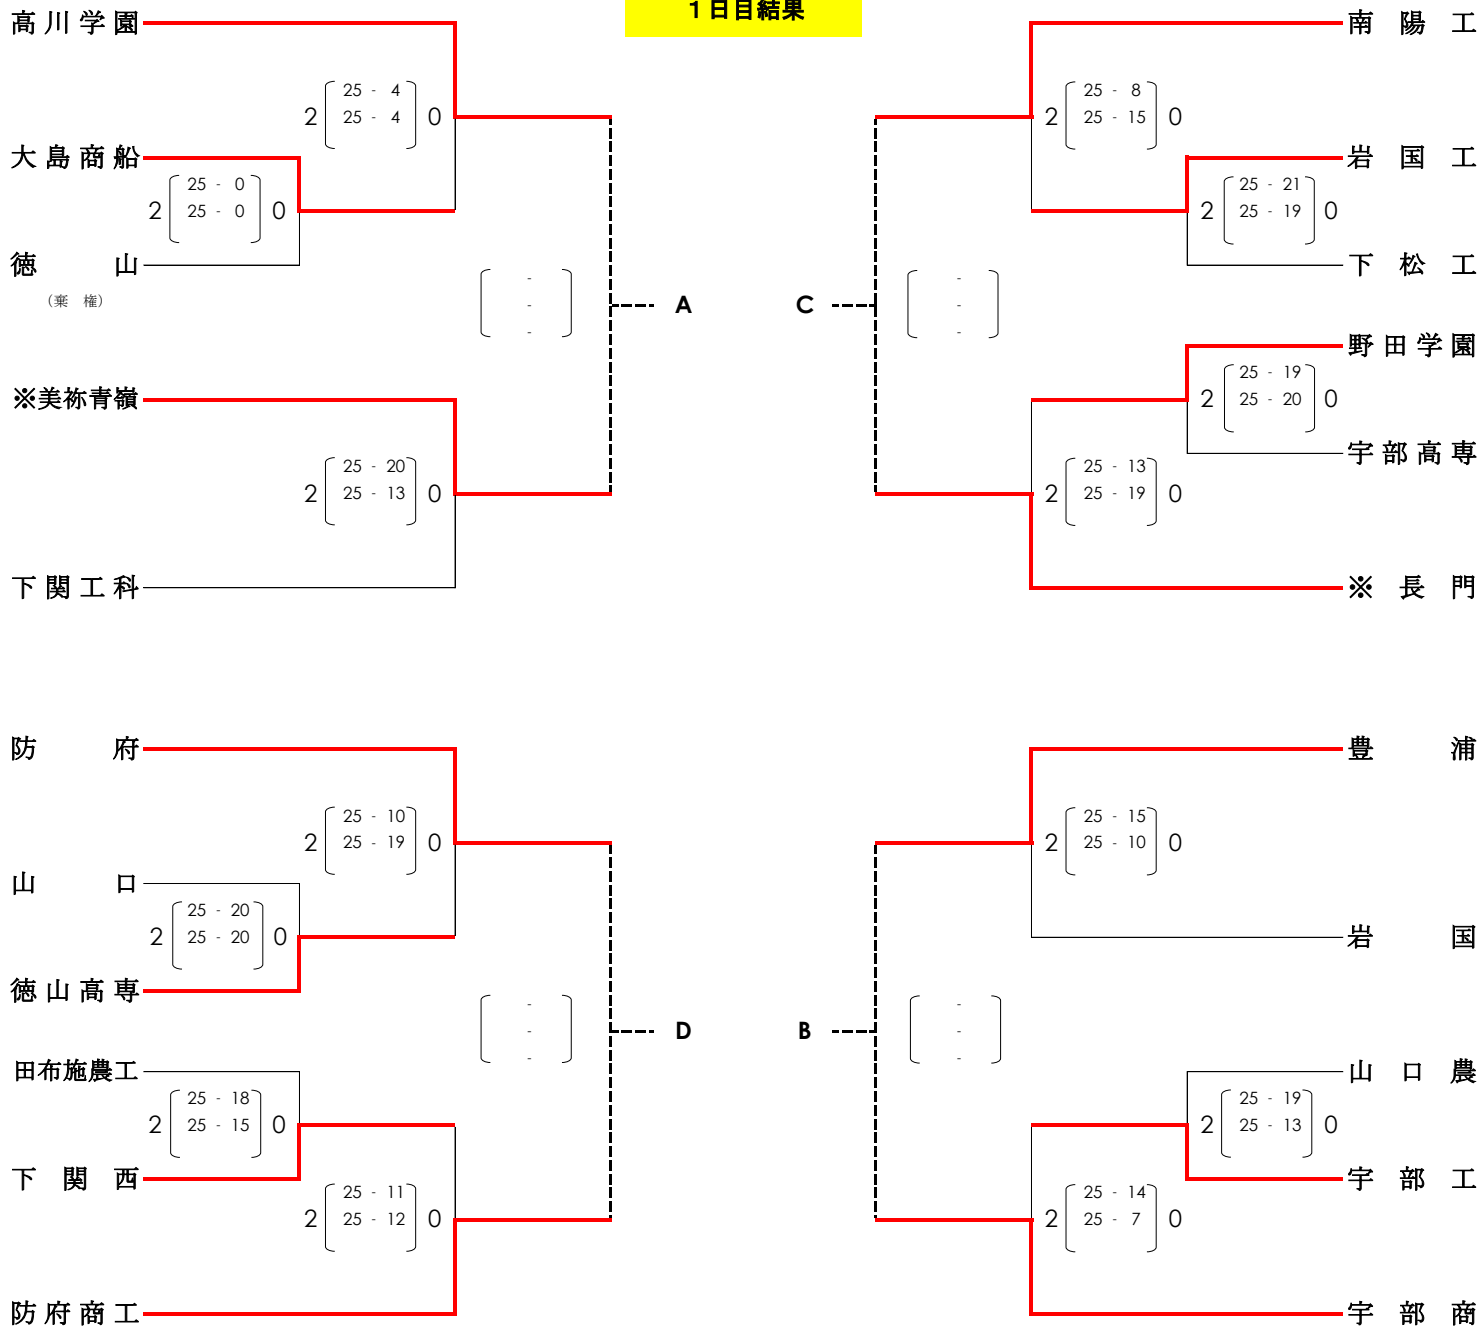 1日目結果
高川学園
25 - 4
2 25 - 4 0
大島商船
25 - 0
2 25 - 0 0
徳山
（棄権）
-
- A
-
※美祢青嶺
25 - 20
2 25 - 13 0
下関工科
南陽工
25 - 8
2 25 - 15 0
岩国工
25 - 21
2 25 - 19 0
下松工
-
C -
-
野田学園
25 - 19
2 25 - 20 0
宇部高専
25 - 13
2 25 - 19 0
※長門
防府
25 - 10
2 25 - 19 0
山口
25 - 20
2 25 - 20 0
徳山高専
-
- D
-
田布施農工
25 - 18
2 25 - 15 0
下関西
25 - 11
2 25 - 12 0
防府商工
豊浦
25 - 15
2 25 - 10 0
岩国
-
B -
-
山口農
25 - 19
2 25 - 13 0
宇部工
25 - 14
2 25 - 7 0
宇部商